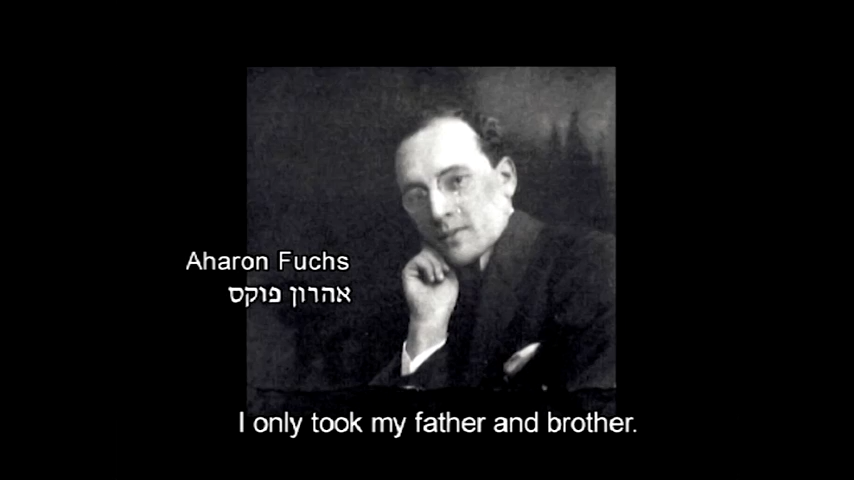 Aharon Fuchs
אהרון פוקס
I only took my father and brother.